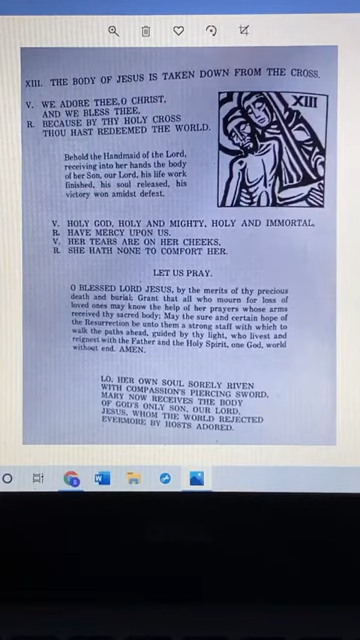 XIII. THE BODY OF JESUS IS TAKEN DOWN FROM THE CROSS.
V. WE ADORE THEE, O CHRIST,
AND WE BLESS THEE.
R. BECAUSE BY THY HOLY CROSS
THOU HAST REDEEMED THE WORLD.
XIII
Behold the Handmaid of the Lord,
receiving into her hands the body
of her Son, our Lord, his life work
finished, his soul released, his
victory won amidst defeat.
V. HOLY GOD, HOLY AND MIGHTY, HOLY AND IMMORTAL,
R. HAVE MERCY UPON US.
V. HER TEARS ARE ON HER CHEEKS,
R. SHE HATH NONE TO COMFORT HER.
LET US PRAY.
O BLESSED LORD JESUS, by the merits of thy precious
death and burial; Grant that all who mourn for loss of
loved ones may know the help of her prayers whose arms
received thy sacred body; May the sure and certain hope of
the Resurrection be unto them a strong staff with which to
walk the paths ahead, guided by thy light, who livest and
reignest with the Father and the Holy Spirit, one God, world
without end. AMEN.
LO, HER OWN SOUL SORELY RIVEN
WITH COMPASSION'S PIERCING SWORD,
MARY NOW RECEIVES THE BODY
OF GOD'S ONLY SON, OUR LORD,
JESUS, WHOM THE WORLD REJECTED
EVERMORE BY HOSTS ADORED.